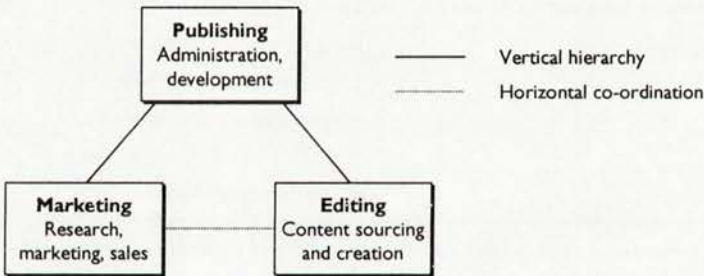 Publishing
Administration,
development
Vertical hierarchy
Horizontal co-ordination
Marketing
Research,
marketing, sales
Editing
Content sourcing
and creation